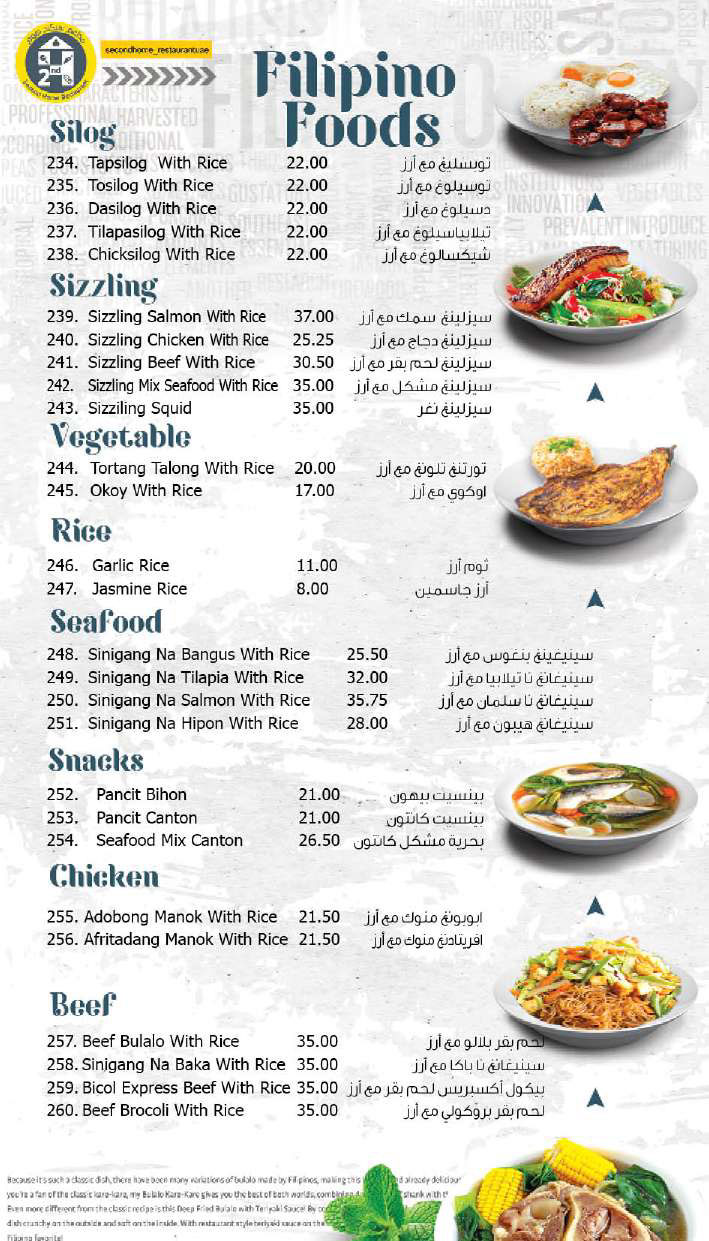 secondhome_restaurantuae
2nd
Filipino
Foods
Silog
234. Tapsilog With Rice 22.00 توبسليغ مع أرز
235. Tosilog With Rice 22.00 توسيلوغ مع أرز
236. Dasilog With Rice 22.00 دسيلوغ مع أرز
237. Tilapasilog With Rice 22.00 تيلابياسيلوغ مع أرز
238. Chicksilog With Rice 22.00 شيكسالوغ مع أرز
Sizzling
239. Sizzling Salmon With Rice 37.00 سيزلينغ سمك مع أرز
240. Sizzling Chicken With Rice 25.25 سيزلينغ دجاج مع أرز
241. Sizzling Beef With Rice 30.50 سيزلينغ لحم بقر مع أرز
242. Sizzling Mix Seafood With Rice 35.00 سيزلينغ مشكل مع أرز
243. Sizziling Squid 35.00 سيزلينغ نغر
Vegetable
244. Tortang Talong With Rice 20.00 تورتنغ تلونغ مع أرز
245. Okoy With Rice 17.00 اوكوي مع أرز
Rice
246. Garlic Rice 11.00 ثوم أرز
247. Jasmine Rice 8.00 أرز جاسمين
Seafood
248. Sinigang Na Bangus With Rice 25.50 سينيغينغ بنغوس مع أرز
249. Sinigang Na Tilapia With Rice 32.00 سينيغانغ نا تيلابيا مع أرز
250. Sinigang Na Salmon With Rice 35.75 سينيغانغ نا سلمان مع أرز
251. Sinigang Na Hipon With Rice 28.00 سينيغانغ هيبون مع أرز
Snacks
252. Pancit Bihon 21.00 بينسيت بيهون
253. Pancit Canton 21.00 بينسيت كانتون
254. Seafood Mix Canton 26.50 بحرية مشكل كانتون
Chicken
255. Adobong Manok With Rice 21.50 ابوبونغ منوك مع أرز
256. Afritadang Manok With Rice 21.50 افريتادنغ منوك مع أرز
Beef
257. Beef Bulalo With Rice 35.00 لحم بقر بلالو مع أرز
258. Sinigang Na Baka With Rice 35.00 سينيغانغ نا باكا مع أرز
259. Bicol Express Beef With Rice 35.00 بيكول أكسبريس لحم بقر مع أرز
260. Beef Brocoli With Rice 35.00 لحم بقر بروكولي مع أرز
Because it's such a classic dish, there have been many variations of bulalo made by Filipinos, making this already
you're a fan of the classic kare-kare, my Bulalo Kare-Kare gives you the best of both worlds, shank with
Even more different from the classic recipe is this Deep Fried Bulalo with Teriyaki Sauce! By
dish crunchy on the outside and soft on the inside. With restaurant style teriyaki sauce on the
Filipino favorite!